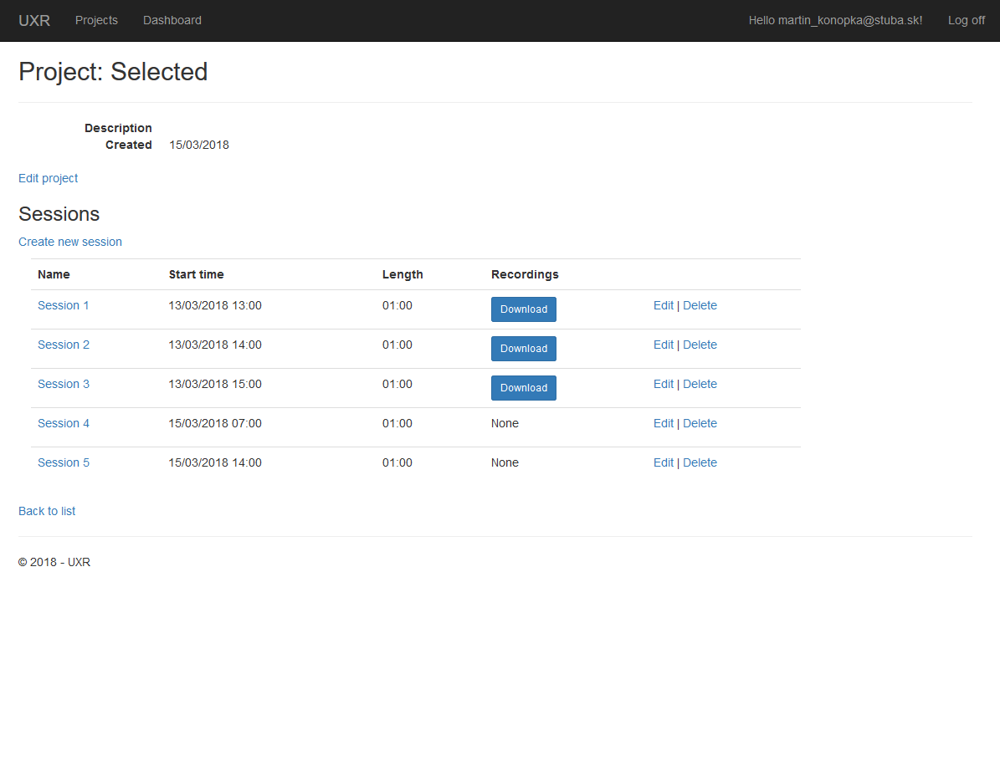 UXR Projects Dashboard Hello martin_konopka@stuba.sk! Log off
Project: Selected
Description
Created 15/03/2018
Edit project
Sessions
Create new session
Name Start time Length Recordings
Session 1 13/03/2018 13:00 01:00 Download Edit | Delete
Session 2 13/03/2018 14:00 01:00 Download Edit | Delete
Session 3 13/03/2018 15:00 01:00 Download Edit | Delete
Session 4 15/03/2018 07:00 01:00 None Edit | Delete
Session 5 15/03/2018 14:00 01:00 None Edit | Delete
Back to list
© 2018 - UXR